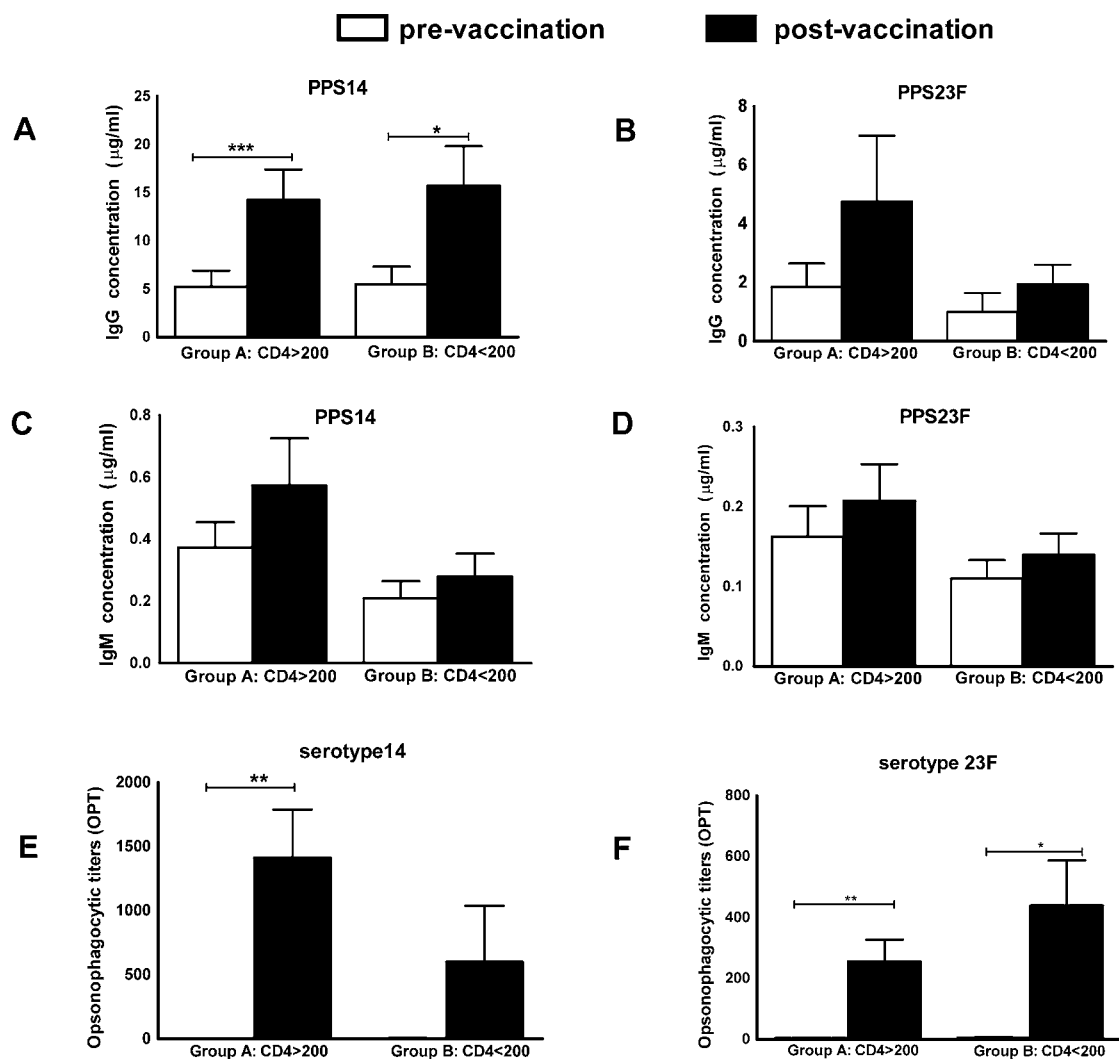 pre-vaccination post-vaccination
A
PPS14
IgG concentration (µg/ml)
25
20
15
10
5
0
***
*
Group A: CD4>200 Group B: CD4<200
B
PPS23F
IgG concentration (µg/ml)
8
6
4
2
0
Group A: CD4>200 Group B: CD4<200
C
PPS14
IgM concentration (µg/ml)
0.8
0.6
0.4
0.2
0.0
Group A: CD4>200 Group B: CD4<200
D
PPS23F
IgM concentration (µg/ml)
0.3
0.2
0.1
0.0
Group A: CD4>200 Group B: CD4<200
E
serotype14
Opsonophagocytic titers (OPT)
2000
1500
1000
500
0
**
Group A: CD4>200 Group B: CD4<200
F
serotype 23F
Opsonophagocytic titers (OPT)
800
600
400
200
0
**
*
Group A: CD4>200 Group B: CD4<200